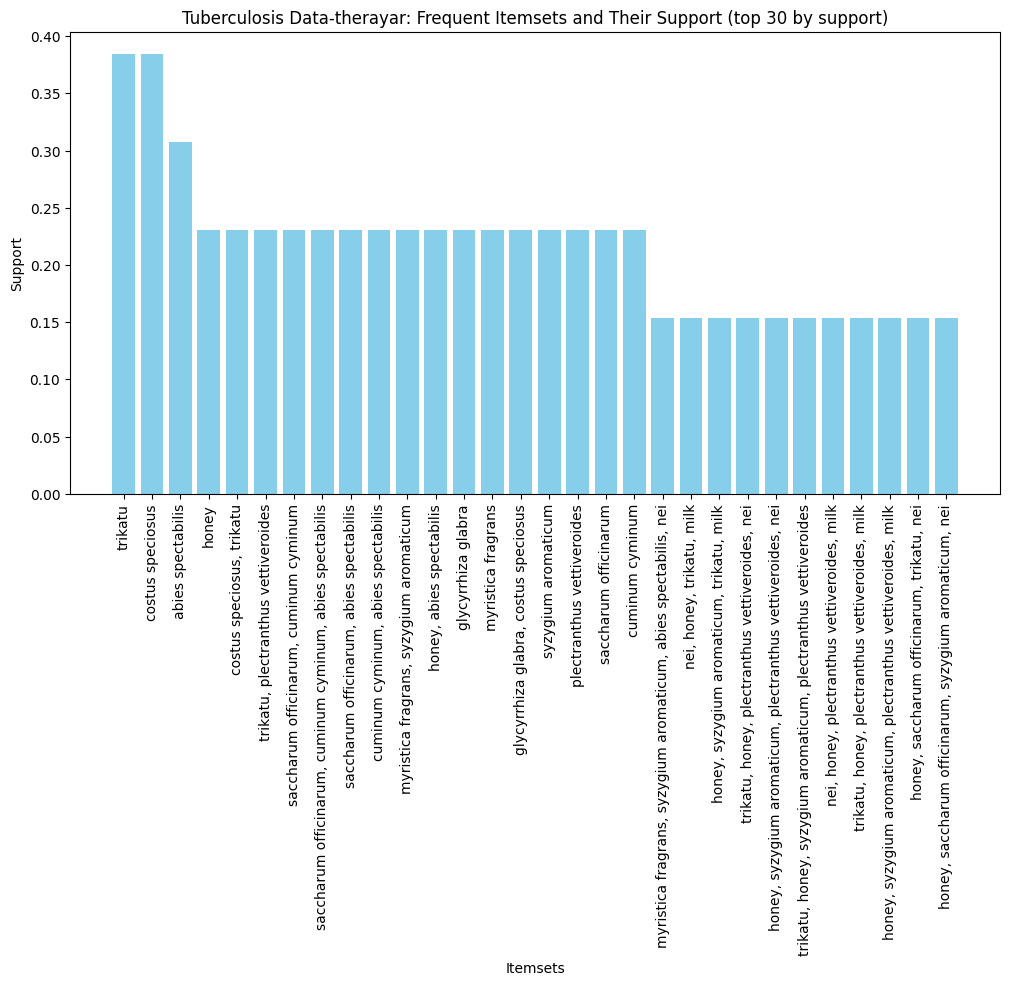 Tuberculosis Data-therayar: Frequent Itemsets and Their Support (top 30 by support)
Support
0.40
0.35
0.30
0.25
0.20
0.15
0.10
0.05
0.00
trikatu
costus speciosus
abies spectabilis
honey
costus speciosus, trikatu
trikatu, plectranthus vettiveroides
saccharum officinarum, cuminum cyminum
saccharum officinarum, cuminum cyminum, abies spectabilis
saccharum officinarum, abies spectabilis
cuminum cyminum, abies spectabilis
myristica fragrans, syzygium aromaticum
honey, abies spectabilis
glycyrrhiza glabra
myristica fragrans
glycyrrhiza glabra, costus speciosus
syzygium aromaticum
plectranthus vettiveroides
saccharum officinarum
cuminum cyminum
myristica fragrans, syzygium aromaticum, abies spectabilis, nei
nei, honey, trikatu, milk
honey, syzygium aromaticum, trikatu, milk
trikatu, honey, plectranthus vettiveroides, nei
honey, syzygium aromaticum, plectranthus vettiveroides, nei
trikatu, honey, syzygium aromaticum, plectranthus vettiveroides
nei, honey, plectranthus vettiveroides, milk
trikatu, honey, plectranthus vettiveroides, milk
honey, syzygium aromaticum, plectranthus vettiveroides, milk
honey, saccharum officinarum, trikatu, nei
honey, saccharum officinarum, syzygium aromaticum, nei
Itemsets